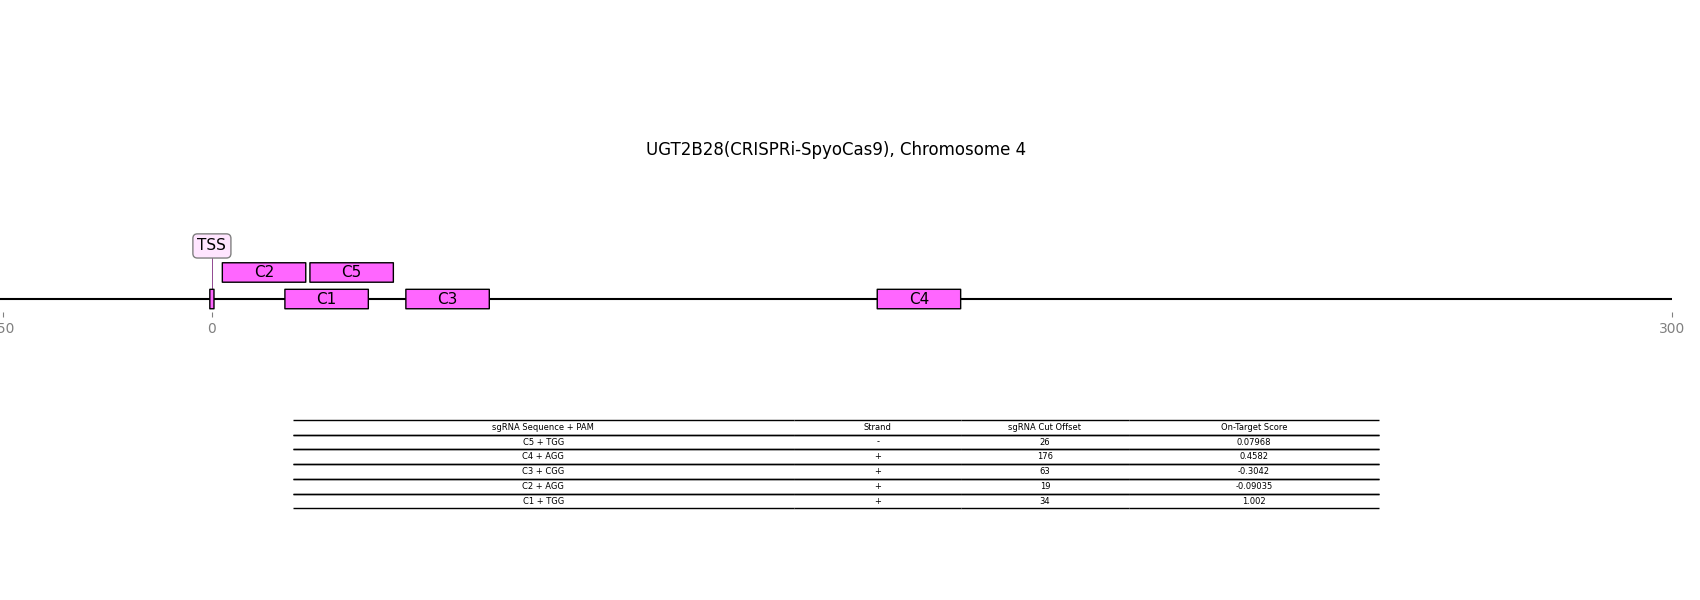 UGT2B28(CRISPRi-SpyoCas9), Chromosome 4
TSS
C2 C5
C1 C3 C4
50 0 300
sgRNA Sequence + PAM Strand sgRNA Cut Offset On-Target Score
C5 + TGG - 26 0.07968
C4 + AGG + 176 0.4582
C3 + CGG + 63 -0.3042
C2 + AGG + 19 -0.09035
C1 + TGG + 34 1.002